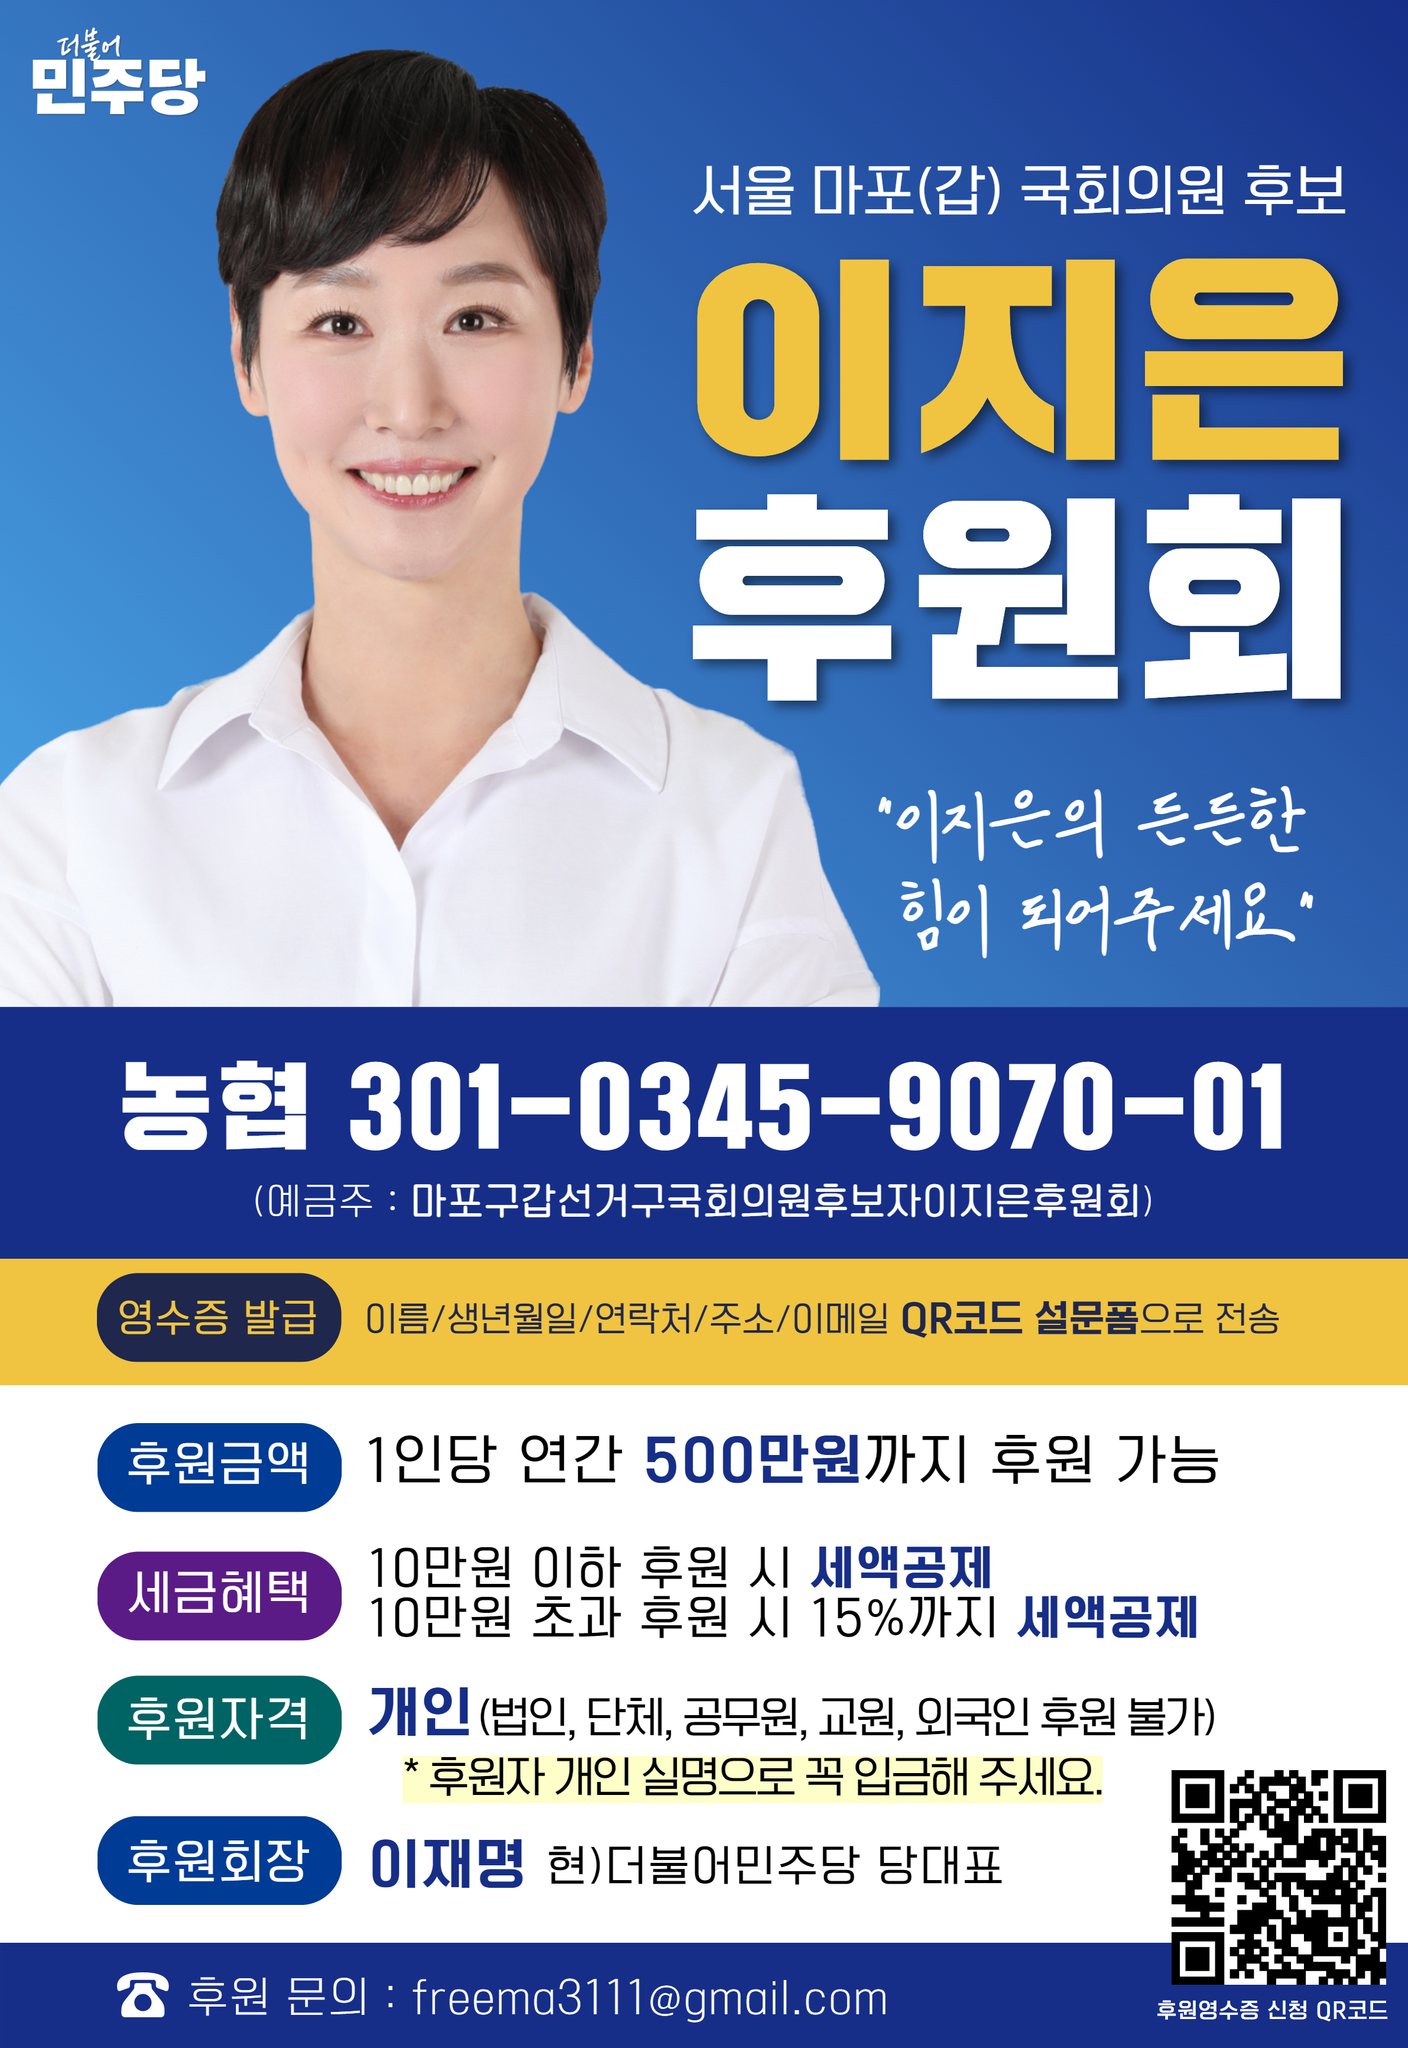 더불어
민주당
서울 마포(갑) 국회의원 후보
이지은
후원회
"이지은의 든든한
힘이 되어주세요"
농협 301-0345-9070-01
(예금주 : 마포구갑선거구국회의원후보자이지은후원회)
영수증 발급 이름/생년월일/연락처/주소/이메일 QR코드 설문폼으로 전송
후원금액 1인당 연간 500만원까지 후원 가능
세금혜택 10만원 이하 후원 시 세액공제
10만원 초과 후원 시 15%까지 세액공제
후원자격 개인 (법인, 단체, 공무원, 교원, 외국인 후원 불가)
* 후원자 개인 실명으로 꼭 입금해 주세요.
후원회장 이재명 현)더불어민주당 당대표
후원 문의 : freema3111@gmail.com
후원영수증 신청 QR코드